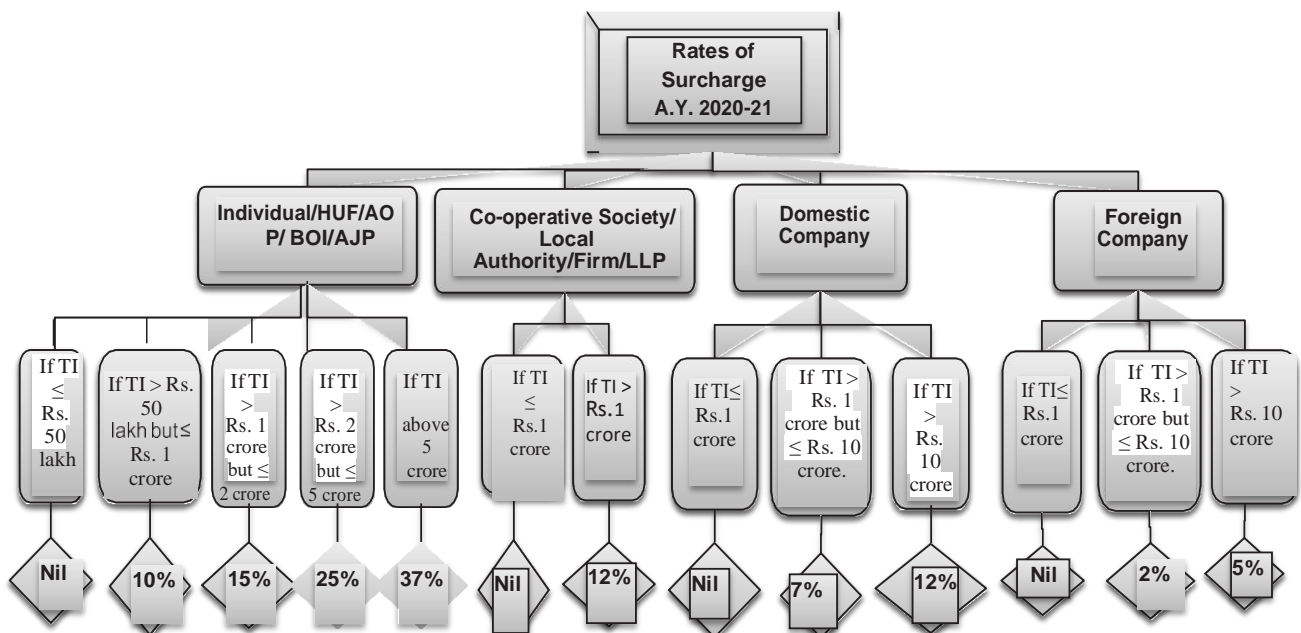 Rates of
Surcharge
A.Y. 2020-21
Individual/HUF/AO
P/ BOI/AJP
Co-operative Society/
Local
Authority/Firm/LLP
Domestic
Company
Foreign
Company
If TI
≤
Rs.
50
lakh
If TI > Rs.
50
lakh but ≤
Rs. 1
crore
If TI
>
Rs. 1
crore
but ≤
2 crore
If TI
>
Rs. 2
crore
but ≤
5 crore
If TI
above
5
crore
If TI
≤
Rs.1
crore
If TI >
Rs.1
crore
If TI≤
Rs.1
crore
If TI >
Rs. 1
crore but
≤ Rs. 10
crore.
If TI
>
Rs.
10
crore
If TI≤
Rs.1
crore
If TI >
Rs. 1
crore but
≤ Rs. 10
crore.
If TI
>
Rs. 10
crore
Nil
10%
15%
25%
37%
Nil
12%
Nil
7%
12%
Nil
2%
5%